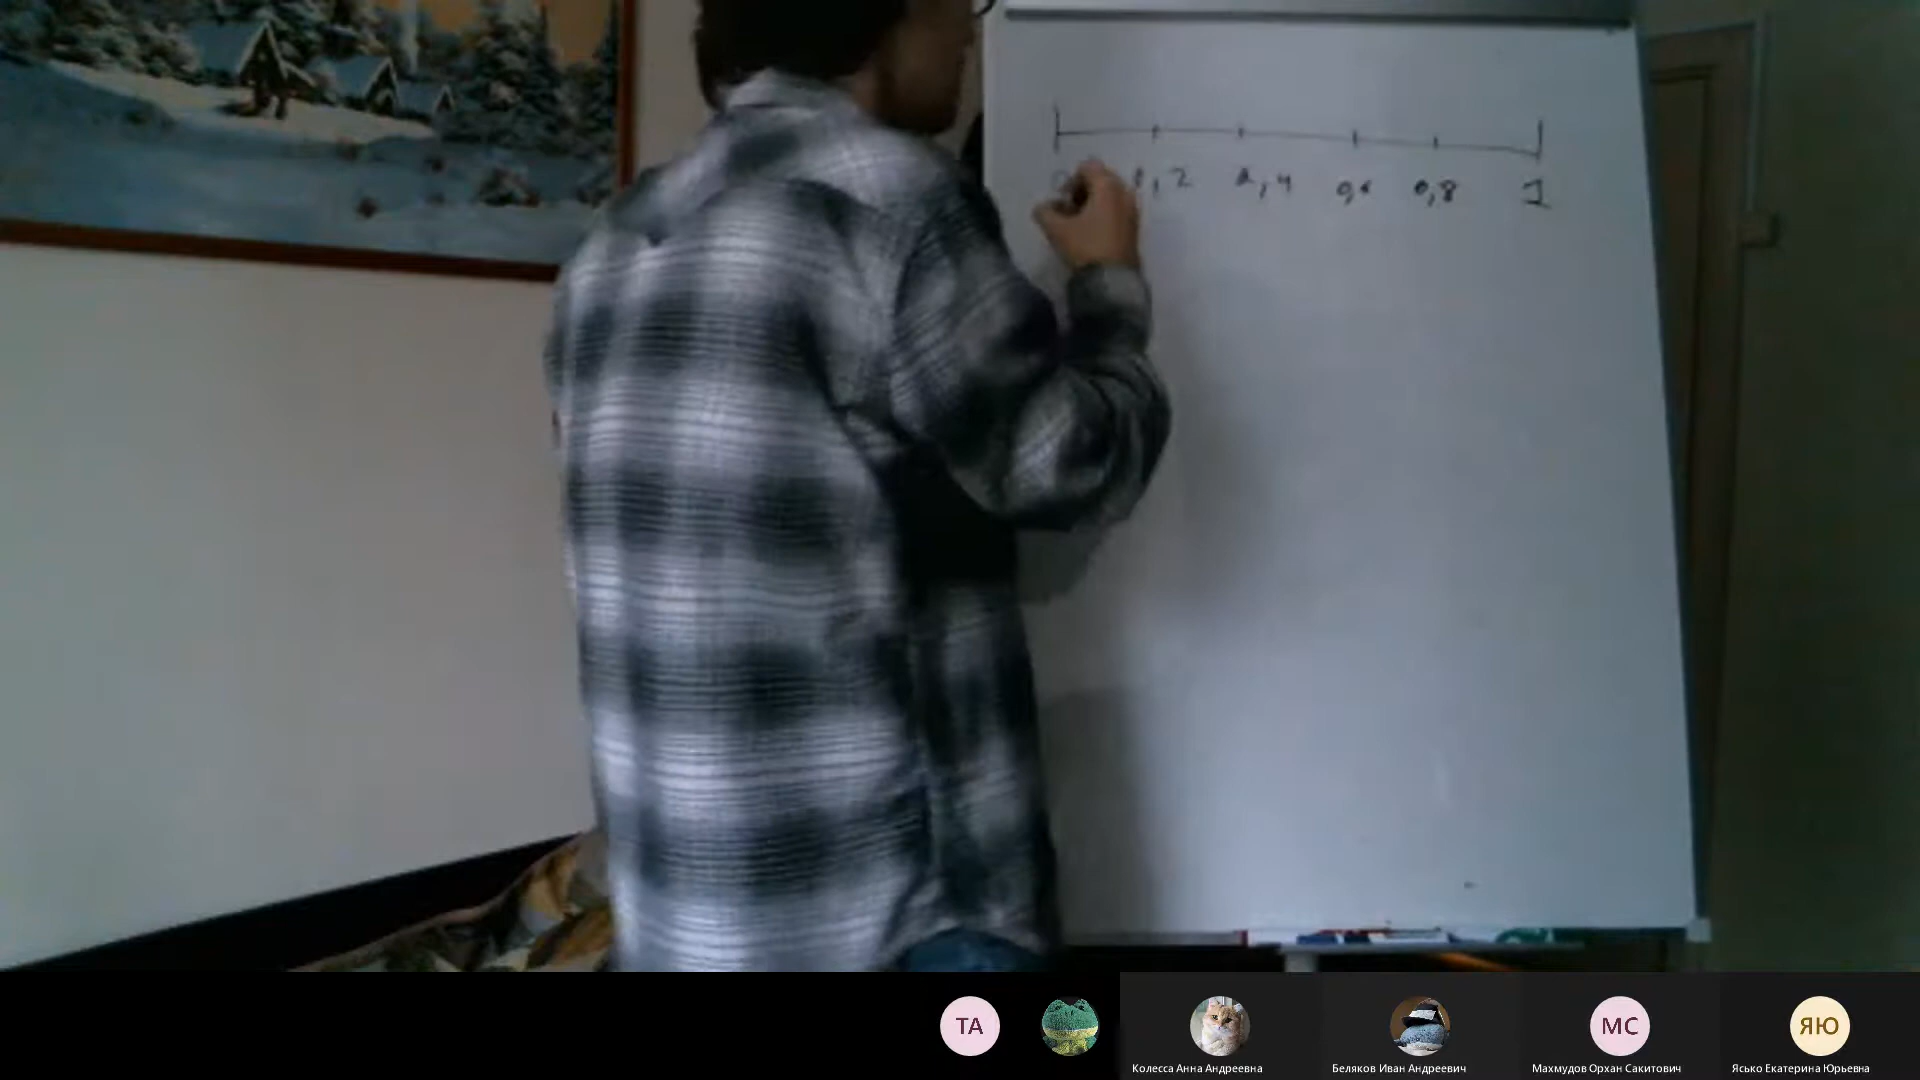 0,2 0,4 0,6 0,8 1
TA
Колесса Анна Андреевна
Беляков Иван Андреевич
МС
Махмудов Орхан Сакитович
ЯЮ
Ясько Екатерина Юрьевна